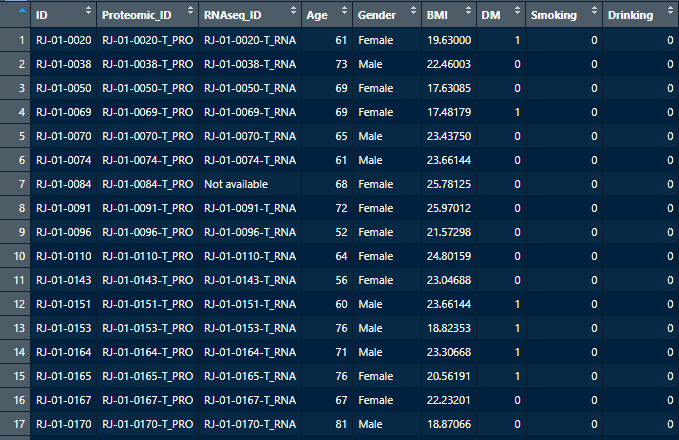 ID Proteomic_ID RNAseq_ID Age Gender BMI DM Smoking Drinking
1 RJ-01-0020 RJ-01-0020-T_PRO RJ-01-0020-T_RNA 61 Female 19.63000 1 0 0
2 RJ-01-0038 RJ-01-0038-T_PRO RJ-01-0038-T_RNA 73 Male 22.46003 0 0 0
3 RJ-01-0050 RJ-01-0050-T_PRO RJ-01-0050-T_RNA 69 Female 17.63085 0 0 0
4 RJ-01-0069 RJ-01-0069-T_PRO RJ-01-0069-T_RNA 69 Female 17.48179 1 0 0
5 RJ-01-0070 RJ-01-0070-T_PRO RJ-01-0070-T_RNA 65 Male 23.43750 0 0 0
6 RJ-01-0074 RJ-01-0074-T_PRO RJ-01-0074-T_RNA 61 Male 23.66144 0 0 0
7 RJ-01-0084 RJ-01-0084-T_PRO Not available 68 Female 25.78125 0 0 0
8 RJ-01-0091 RJ-01-0091-T_PRO RJ-01-0091-T_RNA 72 Female 25.97012 0 0 0
9 RJ-01-0096 RJ-01-0096-T_PRO RJ-01-0096-T_RNA 52 Female 21.57298 0 0 0
10 RJ-01-0110 RJ-01-0110-T_PRO RJ-01-0110-T_RNA 64 Female 24.80159 0 0 0
11 RJ-01-0143 RJ-01-0143-T_PRO RJ-01-0143-T_RNA 56 Female 23.04688 0 0 0
12 RJ-01-0151 RJ-01-0151-T_PRO RJ-01-0151-T_RNA 60 Male 23.66144 1 0 0
13 RJ-01-0153 RJ-01-0153-T_PRO RJ-01-0153-T_RNA 76 Male 18.82353 1 0 0
14 RJ-01-0164 RJ-01-0164-T_PRO RJ-01-0164-T_RNA 71 Male 23.30668 1 0 0
15 RJ-01-0165 RJ-01-0165-T_PRO RJ-01-0165-T_RNA 76 Female 20.56191 1 0 0
16 RJ-01-0167 RJ-01-0167-T_PRO RJ-01-0167-T_RNA 67 Female 22.23201 0 0 0
17 RJ-01-0170 RJ-01-0170-T_PRO RJ-01-0170-T_RNA 81 Male 18.87066 0 0 0